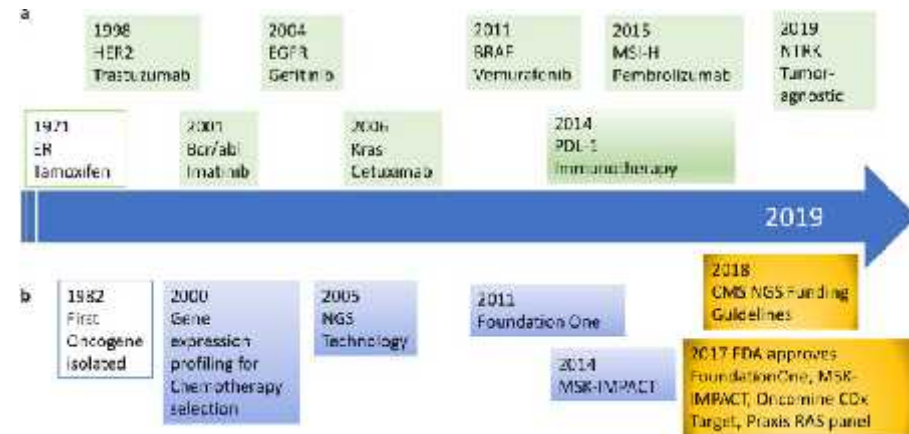 a
1998
HER2
Trastuzumab
2004
EGFR
Gefitinib
2011
BRAF
Vemurafenib
2015
MSI-H
Pembrolizumab
2019
NTRK
Tumor-
agnostic
1971
ER
Tamoxifen
2001
Bcr/abl
Imatinib
2006
Kras
Cetuximab
2014
PDL-1
Immunotherapy
2019
b
1982
First
Oncogene
isolated
2000
Gene
expression
profiling for
Chemotherapy
selection
2005
NGS
Technology
2011
Foundation One
2014
MSK-IMPACT
2018
CMS NGS Funding
Guidelines
2017 FDA approves
FoundationOne, MSK-
IMPACT, Oncomine CDx
Target, Praxis RAS panel